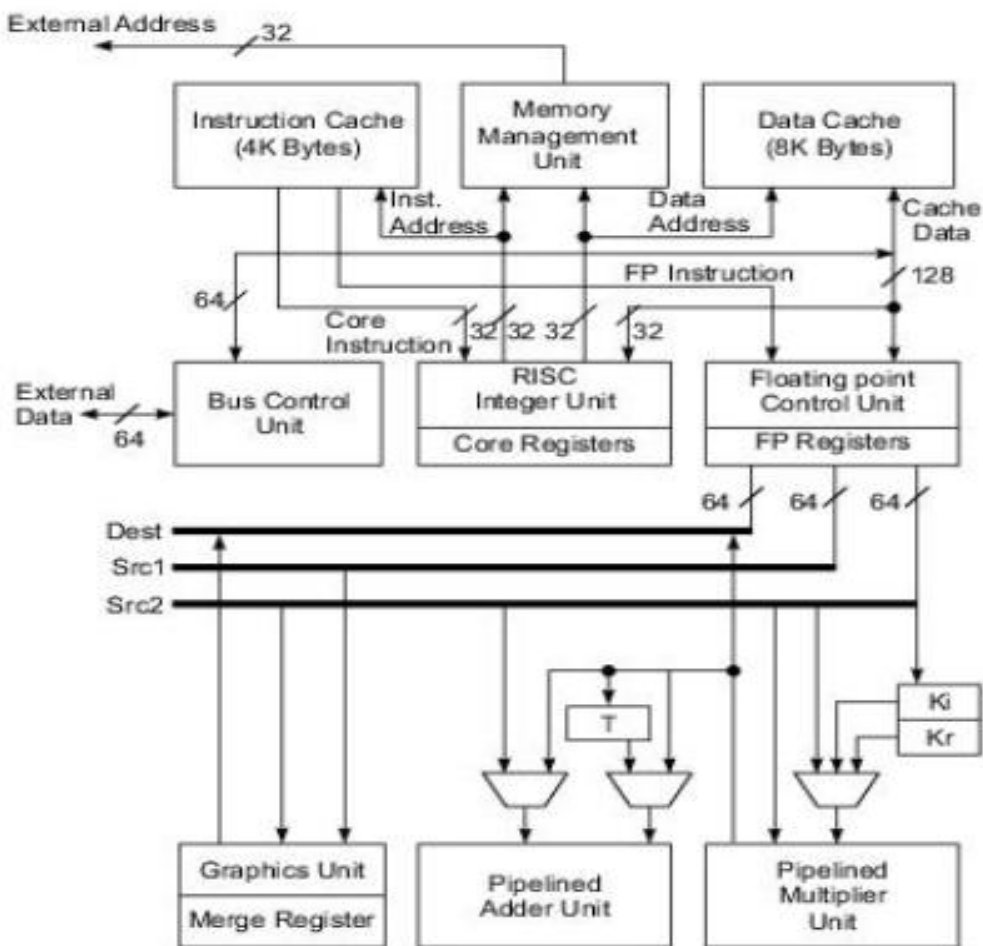 External Address
32
Instruction Cache
(4K Bytes)
Memory
Management
Unit
Data Cache
(8K Bytes)
Inst.
Address
Data
Address
Cache
Data
FP Instruction
128
64
Core
Instruction
32
32
32
32
External
Data
64
Bus Control
Unit
RISC
Integer Unit
Core Registers
Floating point
Control Unit
FP Registers
64
64
64
Dest
Src1
Src2
T
Ki
Kr
Graphics Unit
Merge Register
Pipelined
Adder Unit
Pipelined
Multiplier
Unit